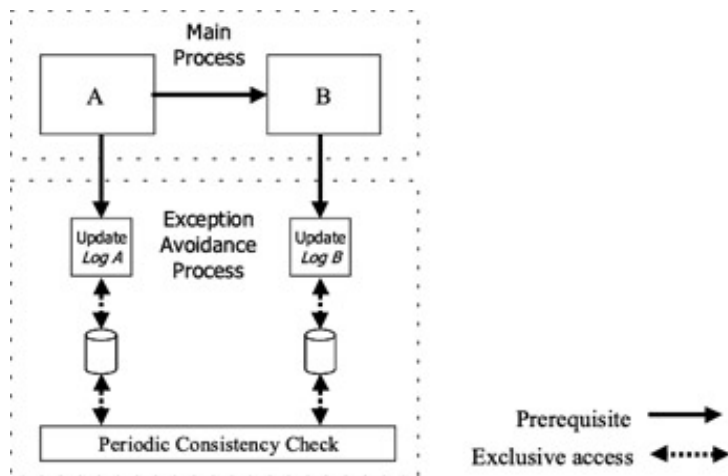 Main
Process
A
B
Update
Log A
Exception
Avoidance
Process
Update
Log B
Periodic Consistency Check
Prerequisite
Exclusive access